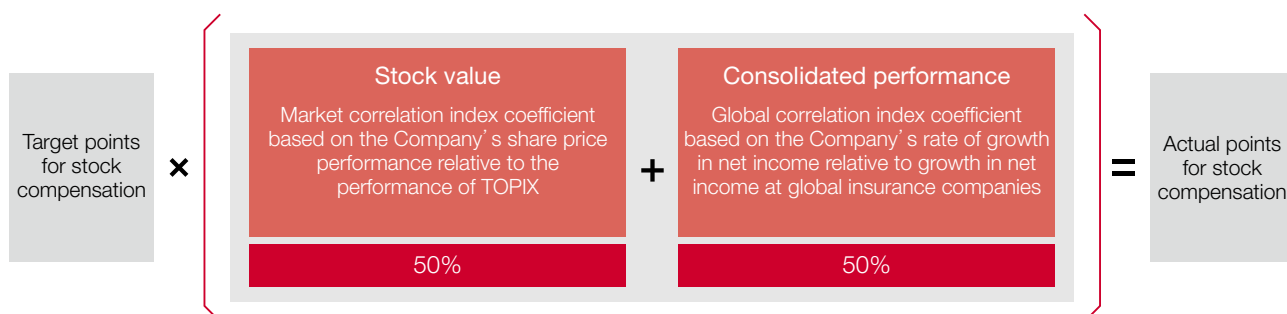 Target points
for stock
compensation
×
Stock value
Market correlation index coefficient
based on the Company's share price
performance relative to the
performance of TOPIX
50%
+
Consolidated performance
Global correlation index coefficient
based on the Company's rate of growth
in net income relative to growth in net
income at global insurance companies
50%
=
Actual points
for stock
compensation